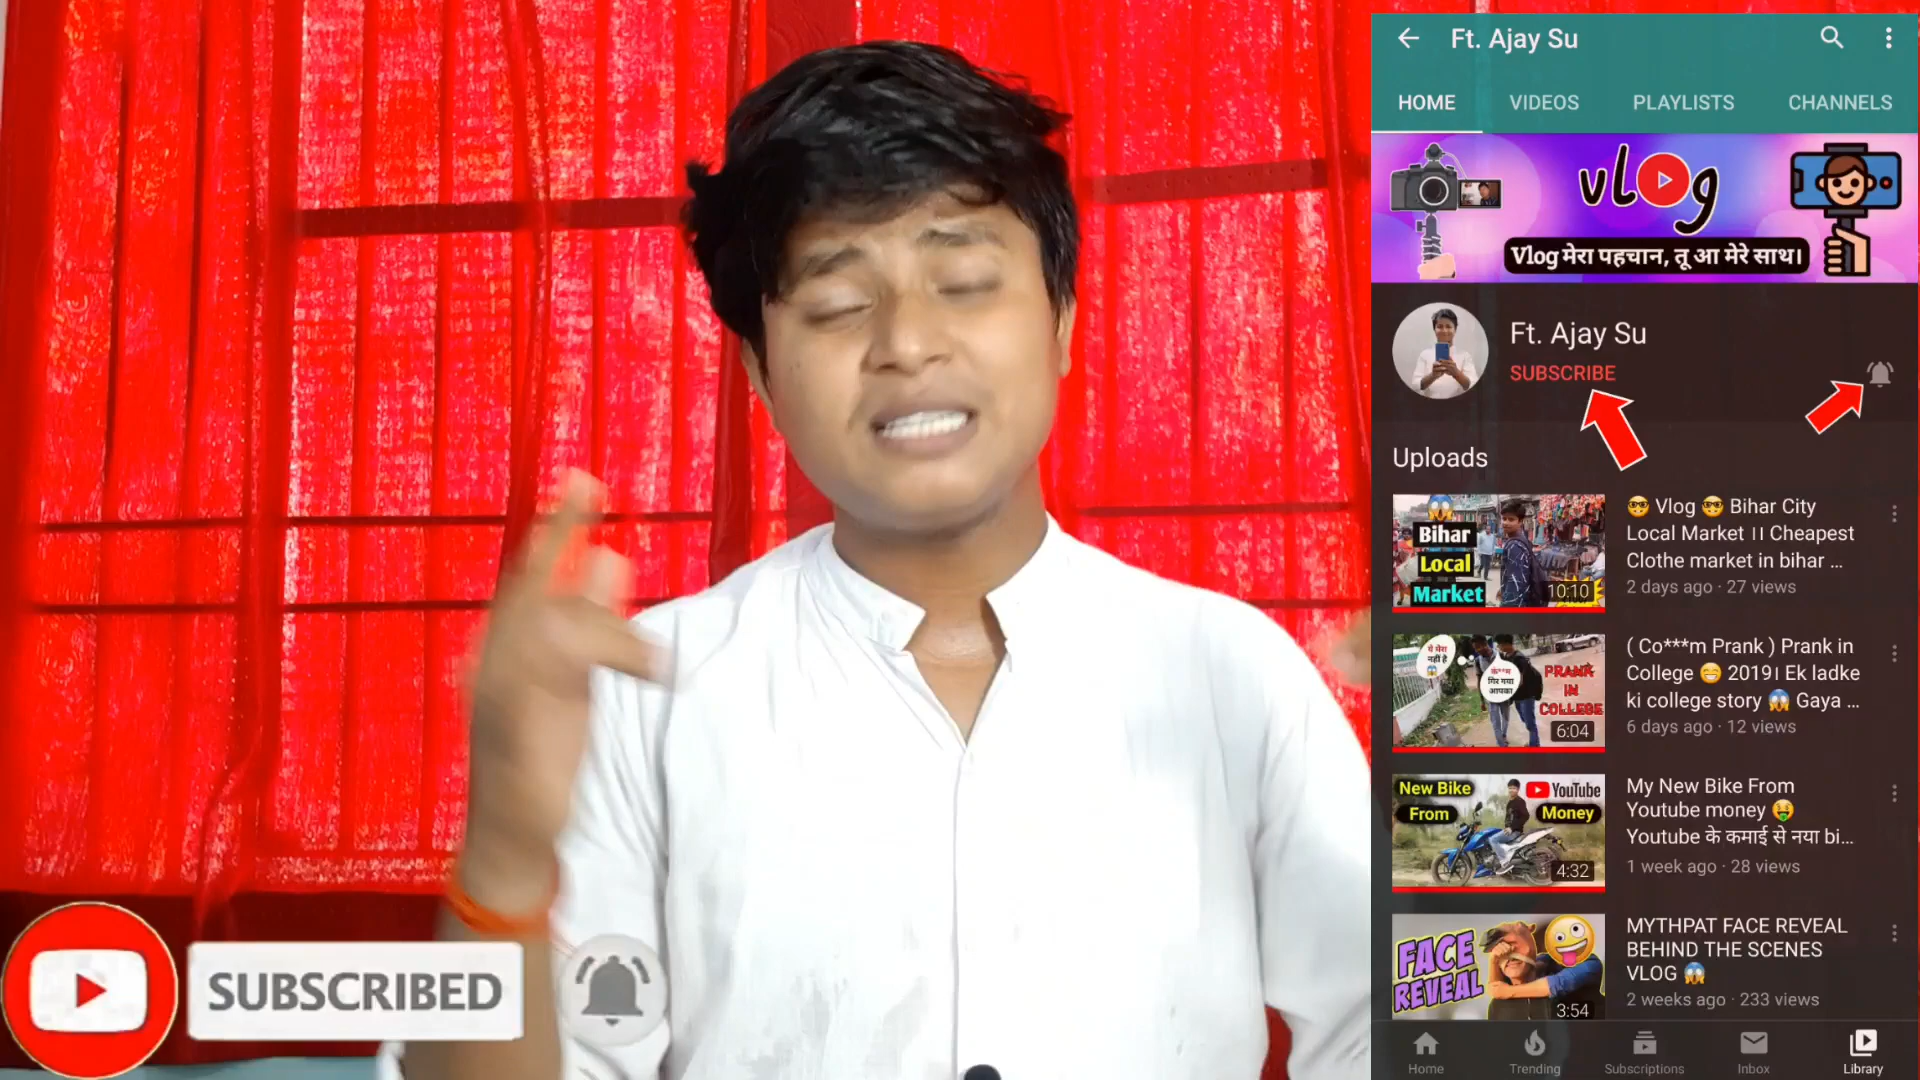 Ft. Ajay Su
HOME VIDEOS PLAYLISTS CHANNELS
vlog
Vlog मेरा पहचान, तू आ मेरे साथ।
Ft. Ajay Su
SUBSCRIBE
Uploads
Bihar
Local
Market
10:10
🤓 Vlog 🤓 Bihar City
Local Market ।। Cheapest
Clothe market in bihar ...
2 days ago · 27 views
ये मेरा
नहीं है
कं**म
गिर गया
आपका
PRANK
IN
COLLEGE
6:04
( Co***m Prank ) Prank in
College 😁 2019। Ek ladke
ki college story 😱 Gaya ...
6 days ago · 12 views
New Bike
From
YouTube
Money
4:32
My New Bike From
Youtube money 🤑
Youtube के कमाई से नया bi...
1 week ago · 28 views
FACE
REVEAL
3:54
MYTHPAT FACE REVEAL
BEHIND THE SCENES
VLOG 😱
2 weeks ago · 233 views
Home Trending Subscriptions Inbox Library
SUBSCRIBED